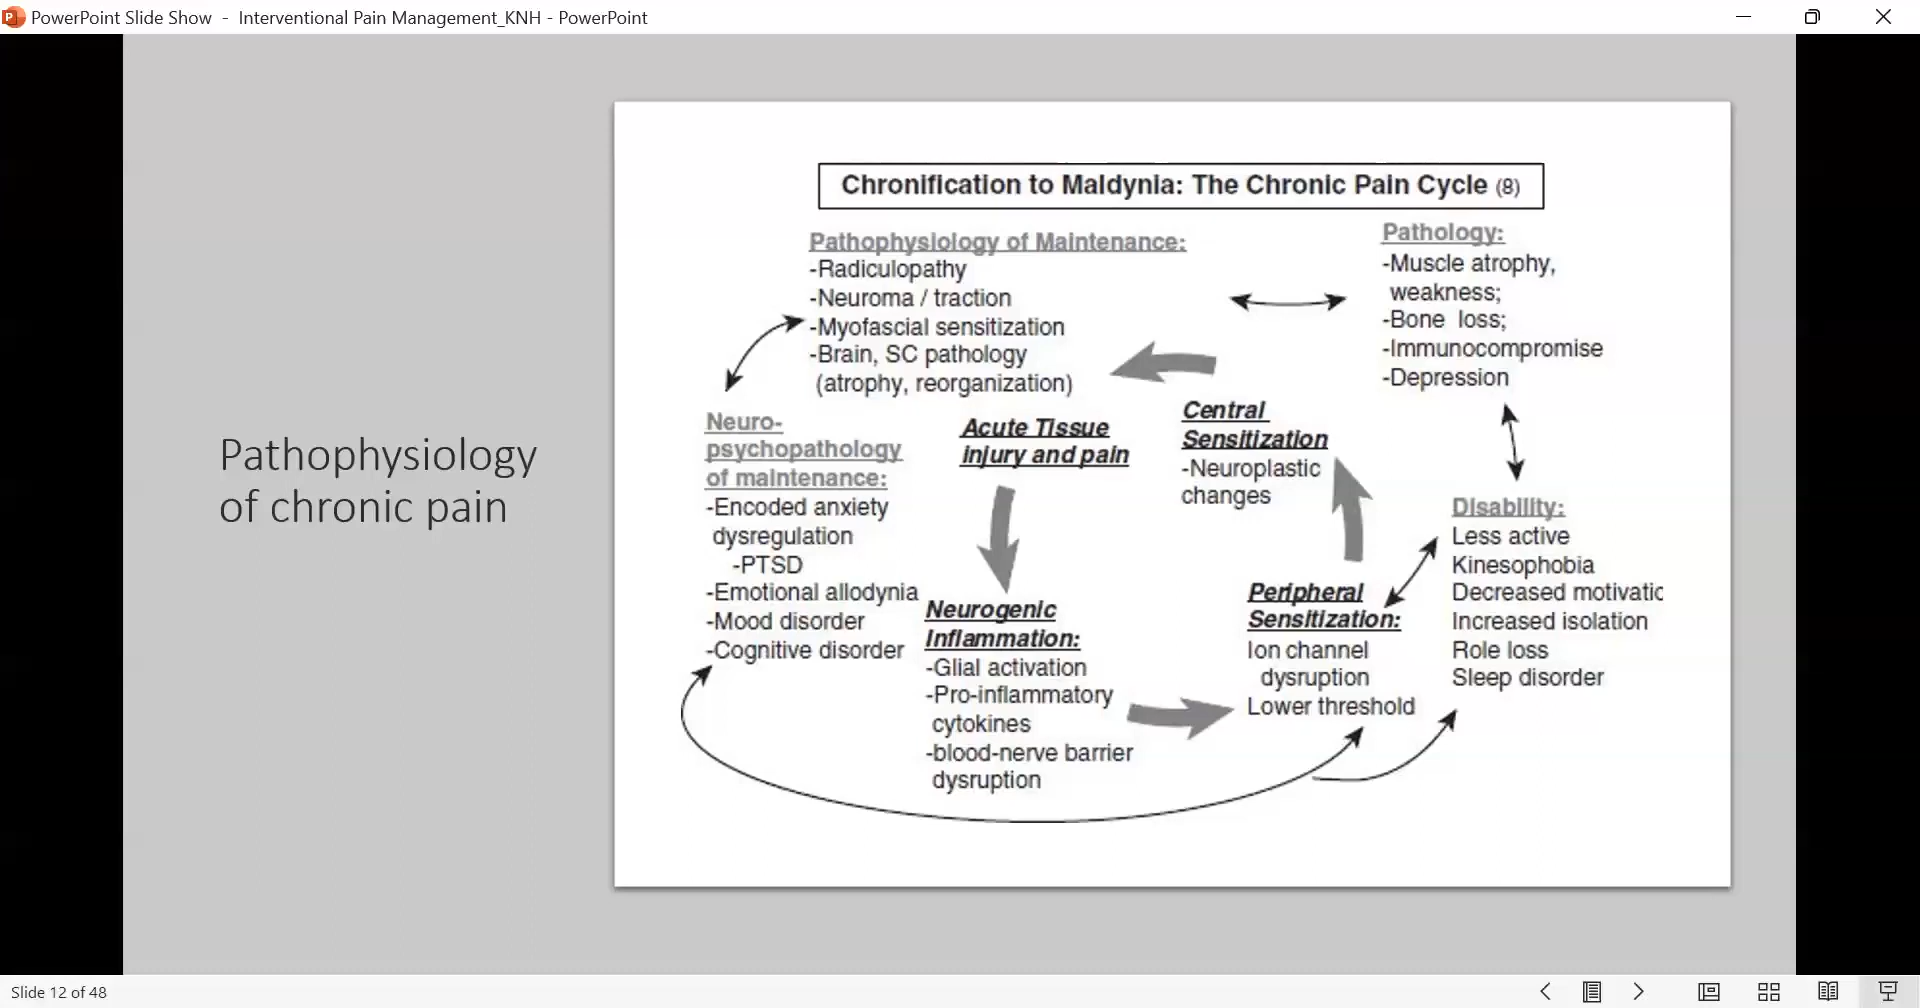 PowerPoint Slide Show - Interventional Pain Management_KNH - PowerPoint
Pathophysiology
of chronic pain
Chronification to Maldynia: The Chronic Pain Cycle (8)
Pathophysiology of Maintenance:
-Radiculopathy
-Neuroma / traction
-Myofascial sensitization
-Brain, SC pathology
(atrophy, reorganization)
Pathology:
-Muscle atrophy,
weakness;
-Bone loss;
-Immunocompromise
-Depression
Neuro-
psychopathology
of maintenance:
-Encoded anxiety
dysregulation
-PTSD
-Emotional allodynia
-Mood disorder
-Cognitive disorder
Acute Tissue
injury and pain
Central
Sensitization
-Neuroplastic
changes
Neurogenic
Inflammation:
-Glial activation
-Pro-inflammatory
cytokines
-blood-nerve barrier
dysruption
Peripheral
Sensitization:
Ion channel
dysruption
Lower threshold
Disability:
Less active
Kinesophobia
Decreased motivatic
Increased isolation
Role loss
Sleep disorder
Slide 12 of 48